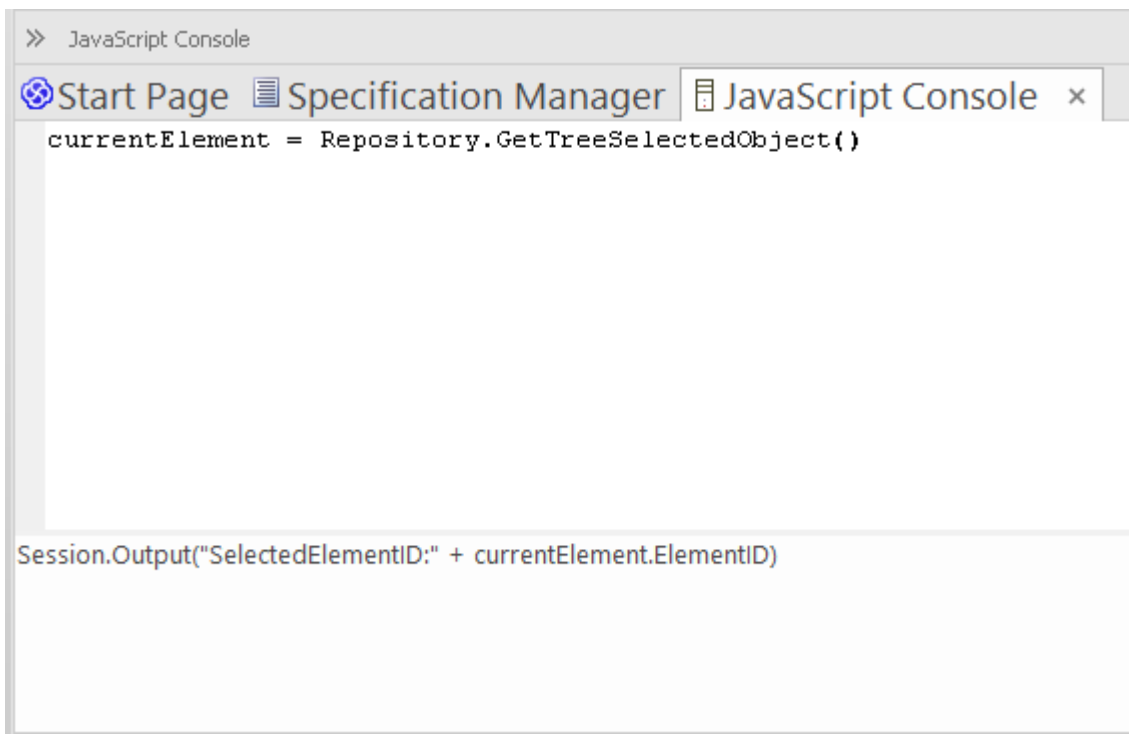 JavaScript Console
Start Page Specification Manager JavaScript Console ×
currentElement = Repository.GetTreeSelectedObject()
Session.Output("SelectedElementID:" + currentElement.ElementID)